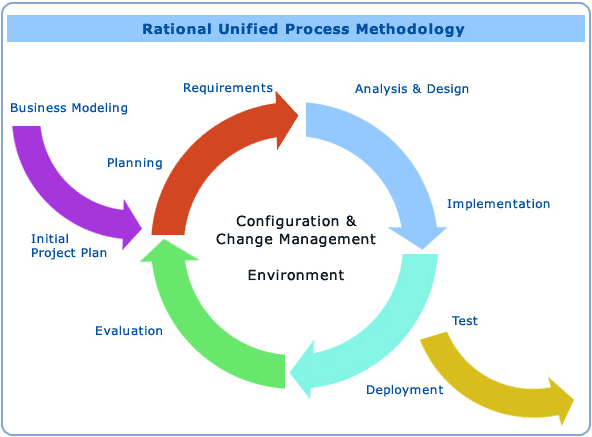 Rational Unified Process Methodology
Requirements
Analysis & Design
Business Modeling
Planning
Implementation
Configuration &
Change Management
Initial
Project Plan
Environment
Evaluation
Test
Deployment